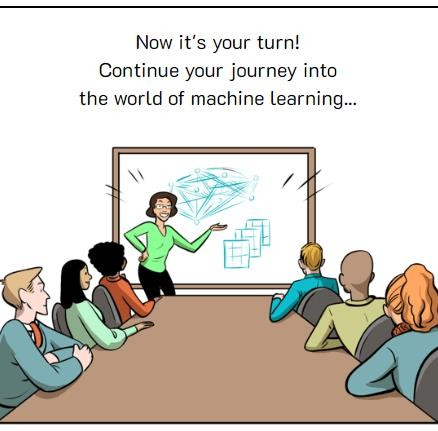 Now it's your turn!
Continue your journey into
the world of machine learning...